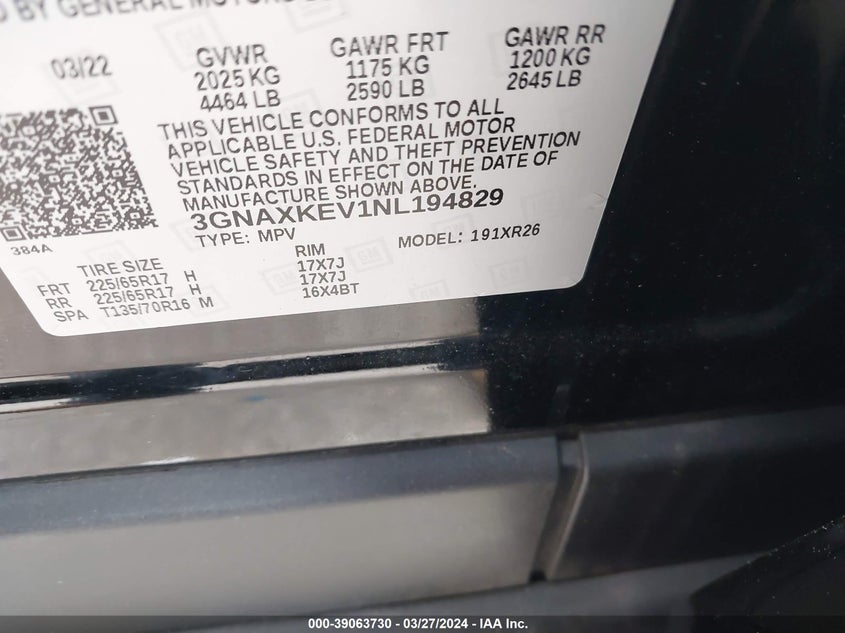 BY GENERAL MOTORS
03/22 GVWR GAWR FRT GAWR RR
2025 KG 1175 KG 1200 KG
4464 LB 2590 LB 2645 LB
THIS VEHICLE CONFORMS TO ALL
APPLICABLE U.S. FEDERAL MOTOR
VEHICLE SAFETY AND THEFT PREVENTION
STANDARDS IN EFFECT ON THE DATE OF
MANUFACTURE SHOWN ABOVE.
3GNAXKEV1NL194829
384A
TYPE: MPV MODEL: 191XR26
TIRE SIZE RIM
FRT 225/65R17 H 17X7J
RR 225/65R17 H 17X7J
SPA T135/70R16 M 16X4BT
000-39063730 — 03/27/2024 — IAA Inc.